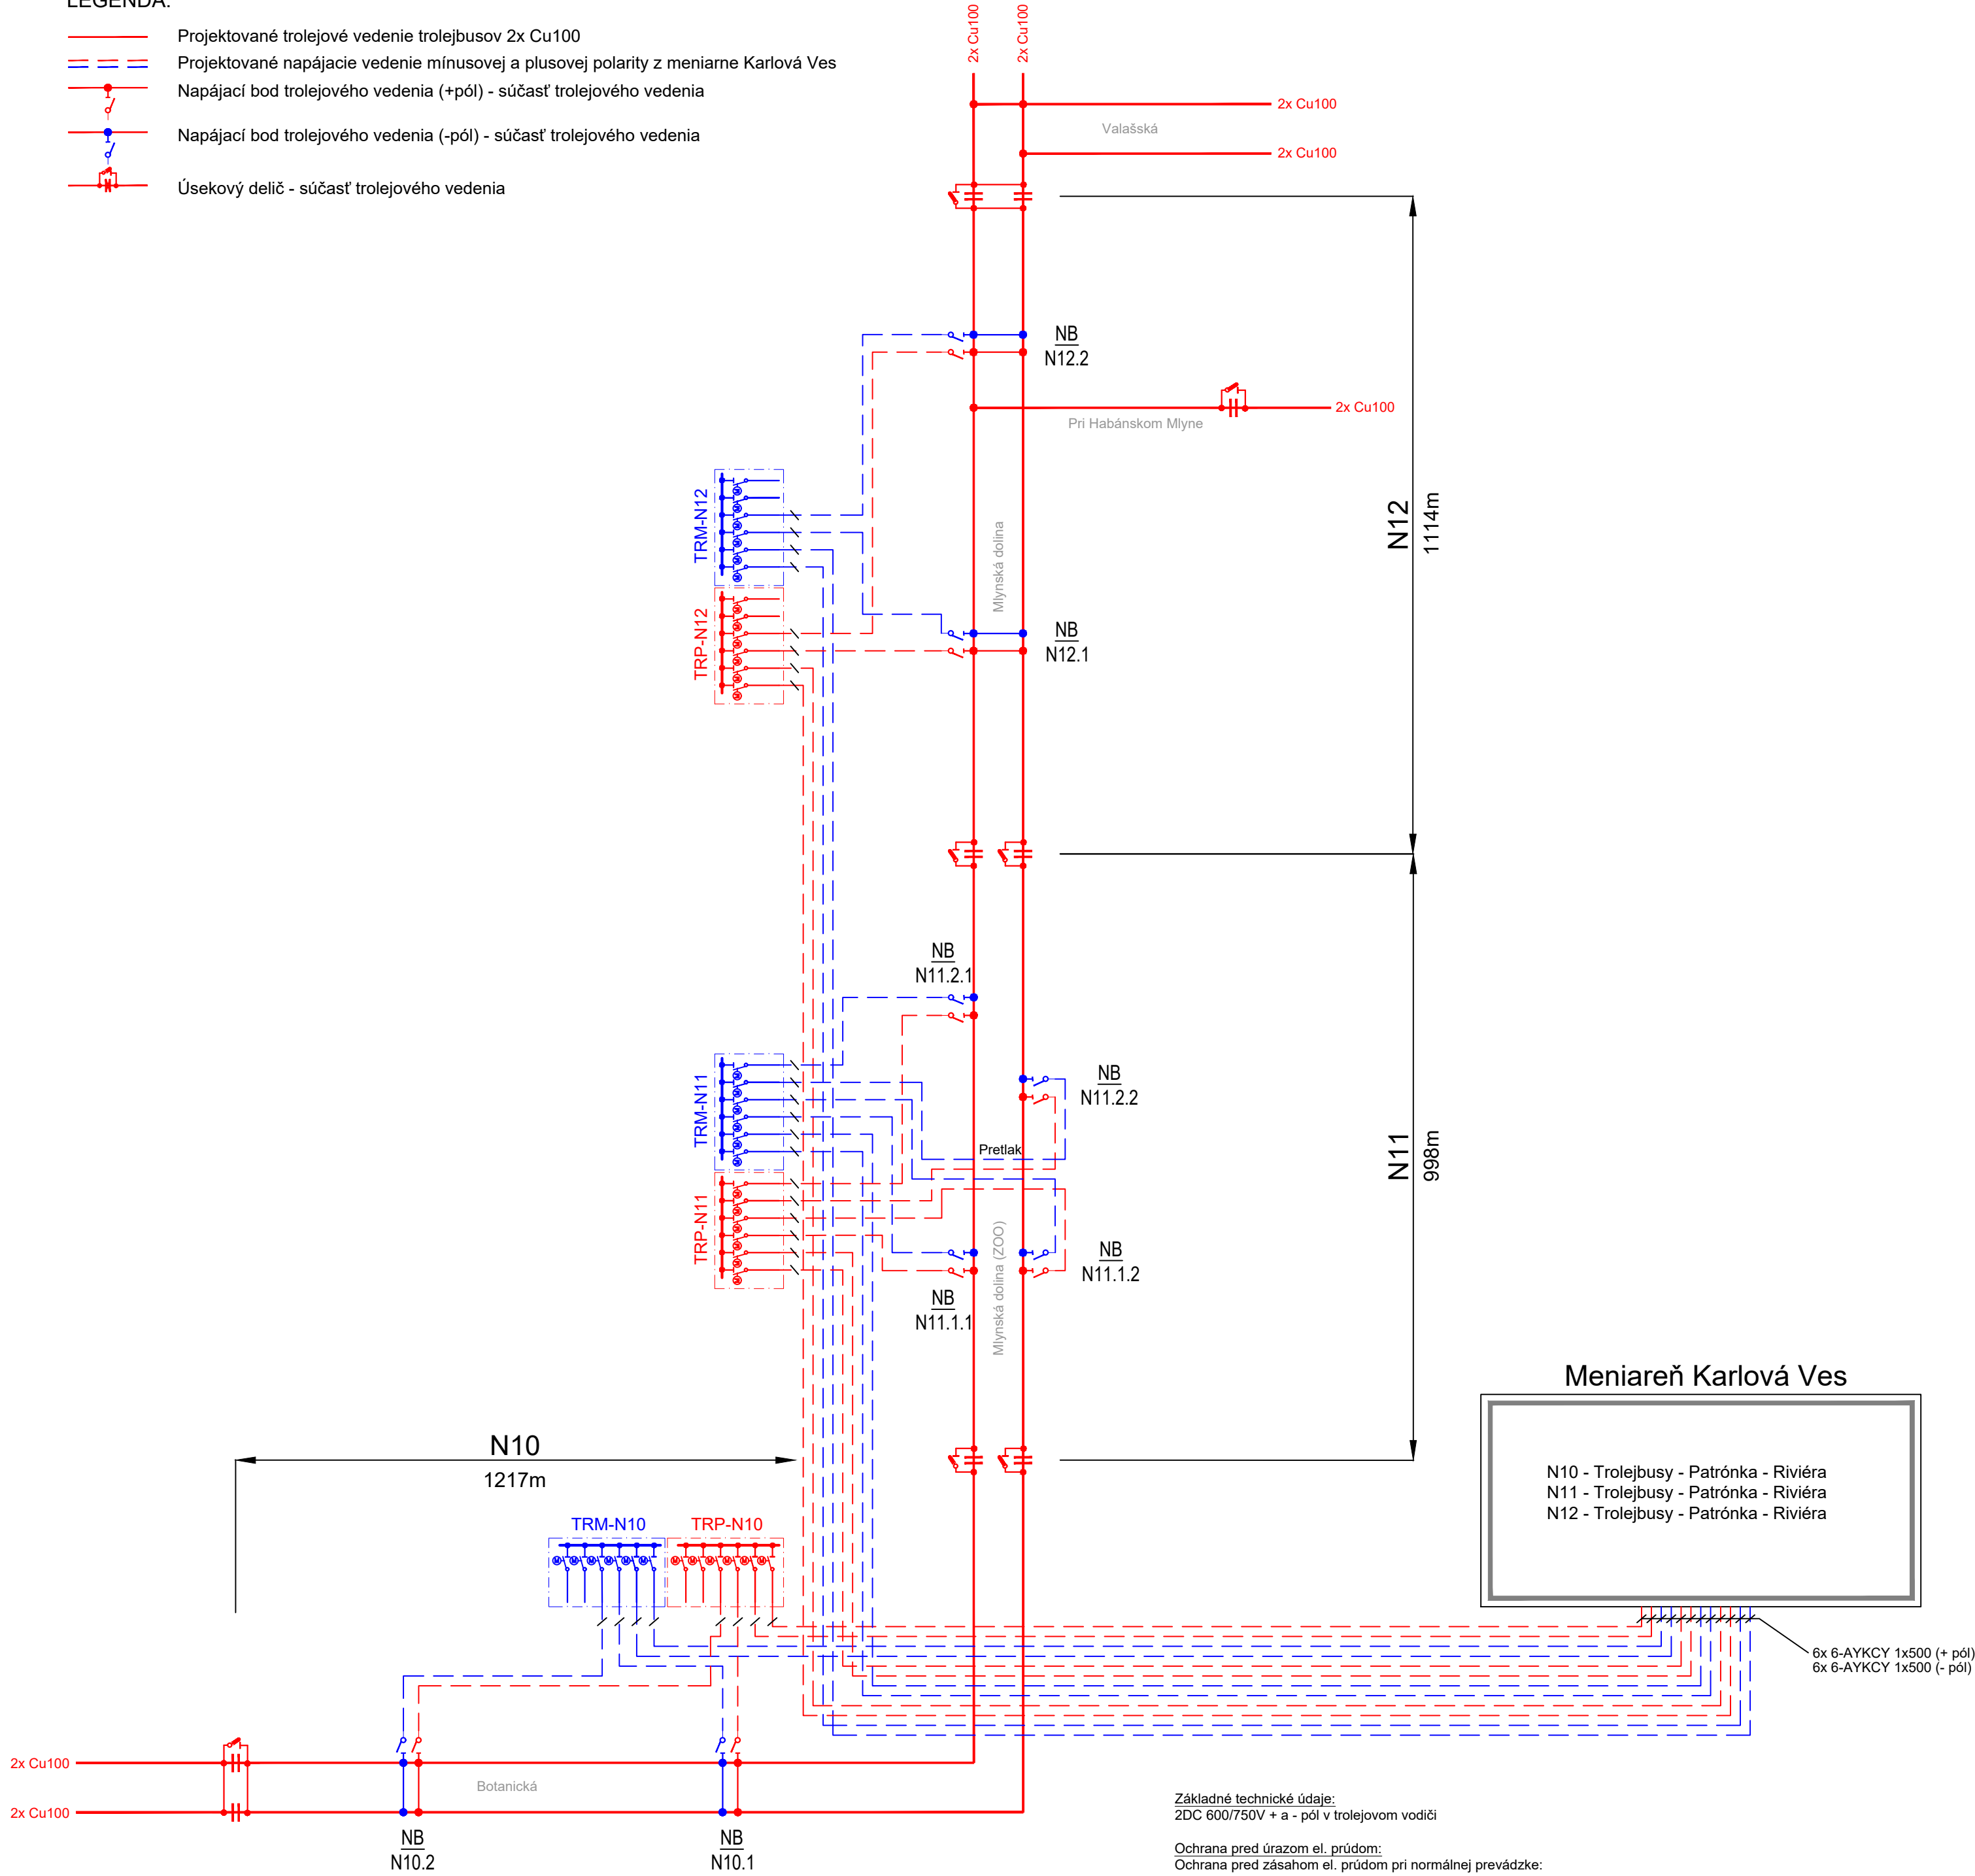 LEGENDA:
Projektované trolejové vedenie trolejbusov 2x Cu100
Projektované napájacie vedenie mínusovej a plusovej polarity z meniarne Karlová Ves
Napájací bod trolejového vedenia (+pól) - súčasť trolejového vedenia
Napájací bod trolejového vedenia (-pól) - súčasť trolejového vedenia
Úsekový delič - súčasť trolejového vedenia
2x Cu100
2x Cu100
2x Cu100
Valašská
2x Cu100
NB
N12.2
2x Cu100
Pri Habánskom Mlyne
TRM-N12
Mlynská dolina
N12
1114m
TRP-N12
NB
N12.1
NB
N11.2.1
TRM-N11
NB
N11.2.2
Pretlak
N11
998m
TRP-N11
Mlynská dolina (ZOO)
NB
N11.1.2
NB
N11.1.1
Meniareň Karlová Ves
N10 - Trolejbusy - Patrónka - Riviéra
N11 - Trolejbusy - Patrónka - Riviéra
N12 - Trolejbusy - Patrónka - Riviéra
N10
1217m
TRM-N10
TRP-N10
6x 6-AYKCY 1x500 (+ pól)
6x 6-AYKCY 1x500 (- pól)
2x Cu100
Botanická
2x Cu100
NB
N10.2
NB
N10.1
Základné technické údaje:
2DC 600/750V + a - pól v trolejovom vodiči
Ochrana pred úrazom el. prúdom:
Ochrana pred zásahom el. prúdom pri normálnej prevádzke: